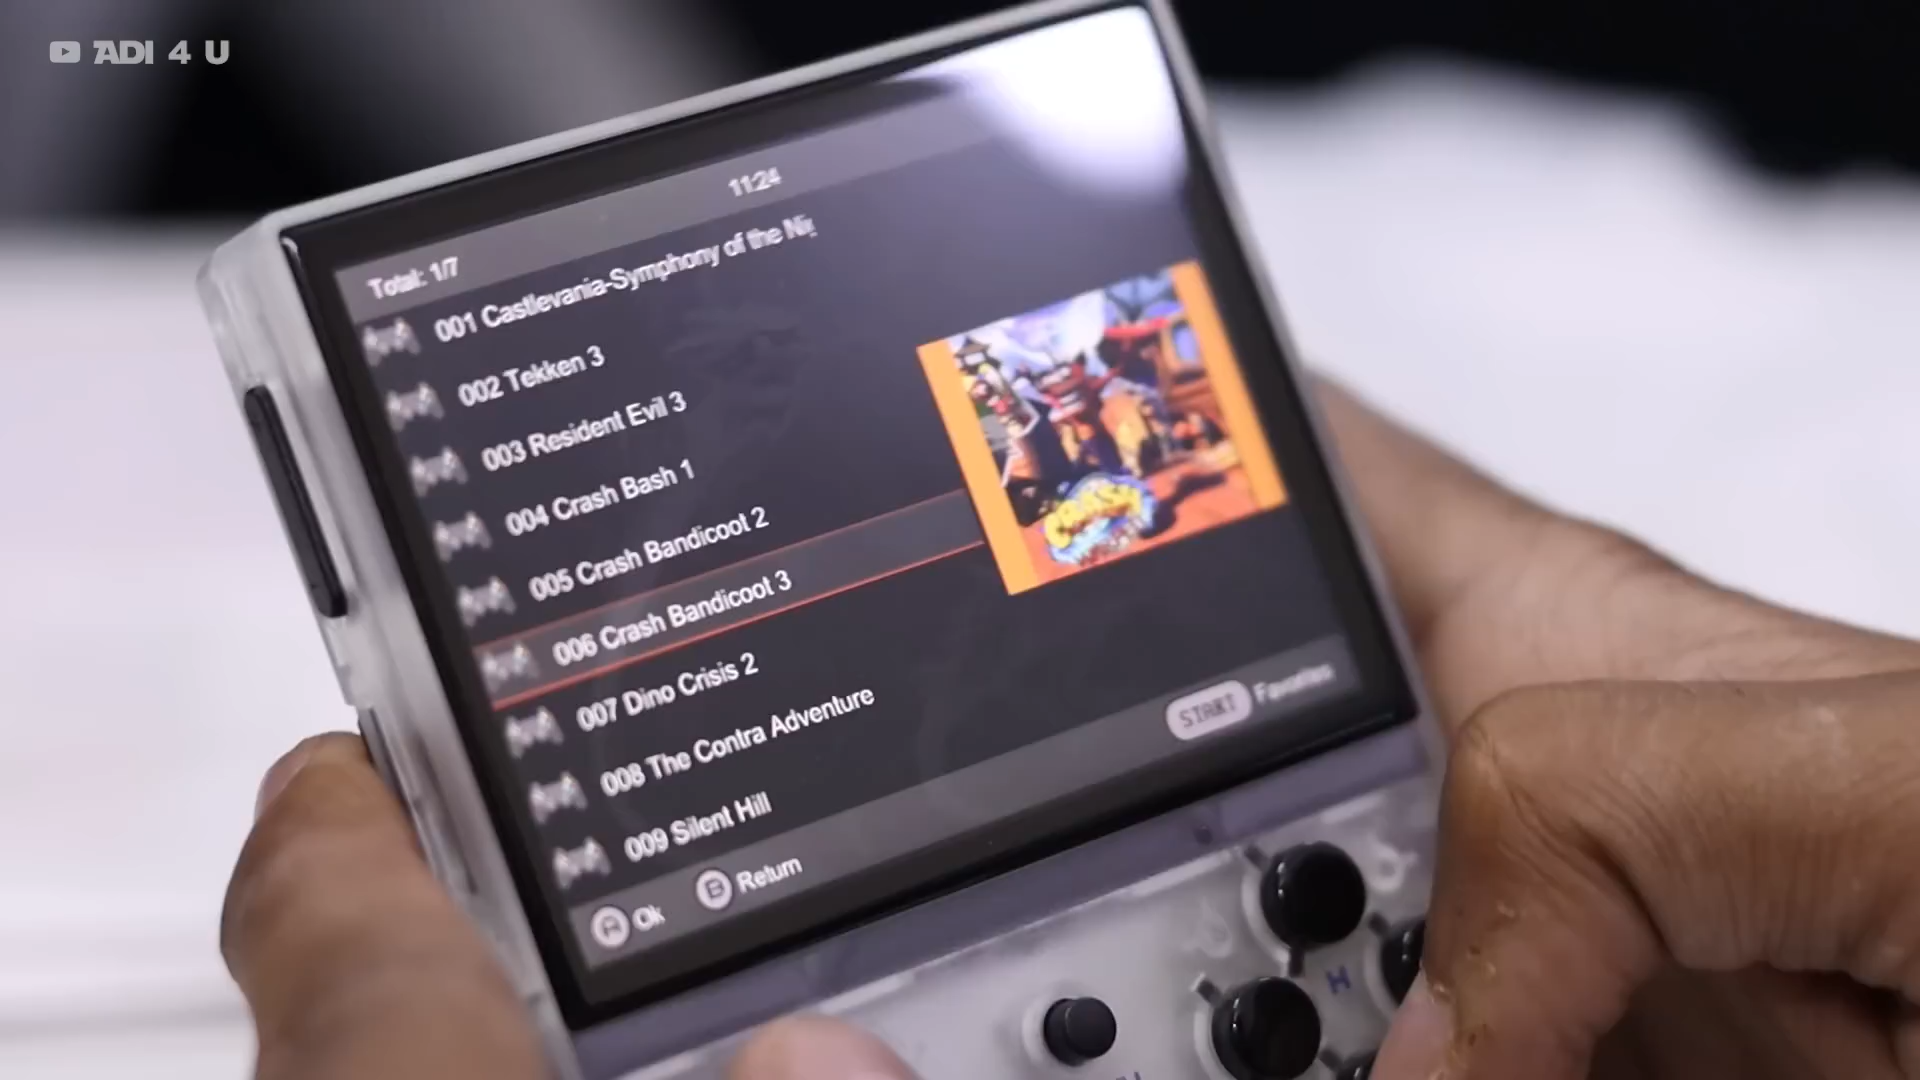 ADI 4 U
11:24
Total: 1/7
001 Castlevania-Symphony of the Ni
002 Tekken 3
003 Resident Evil 3
004 Crash Bash 1
005 Crash Bandicoot 2
006 Crash Bandicoot 3
007 Dino Crisis 2
008 The Contra Adventure
009 Silent Hill
CRASH
START Favorites
A Ok B Return
H